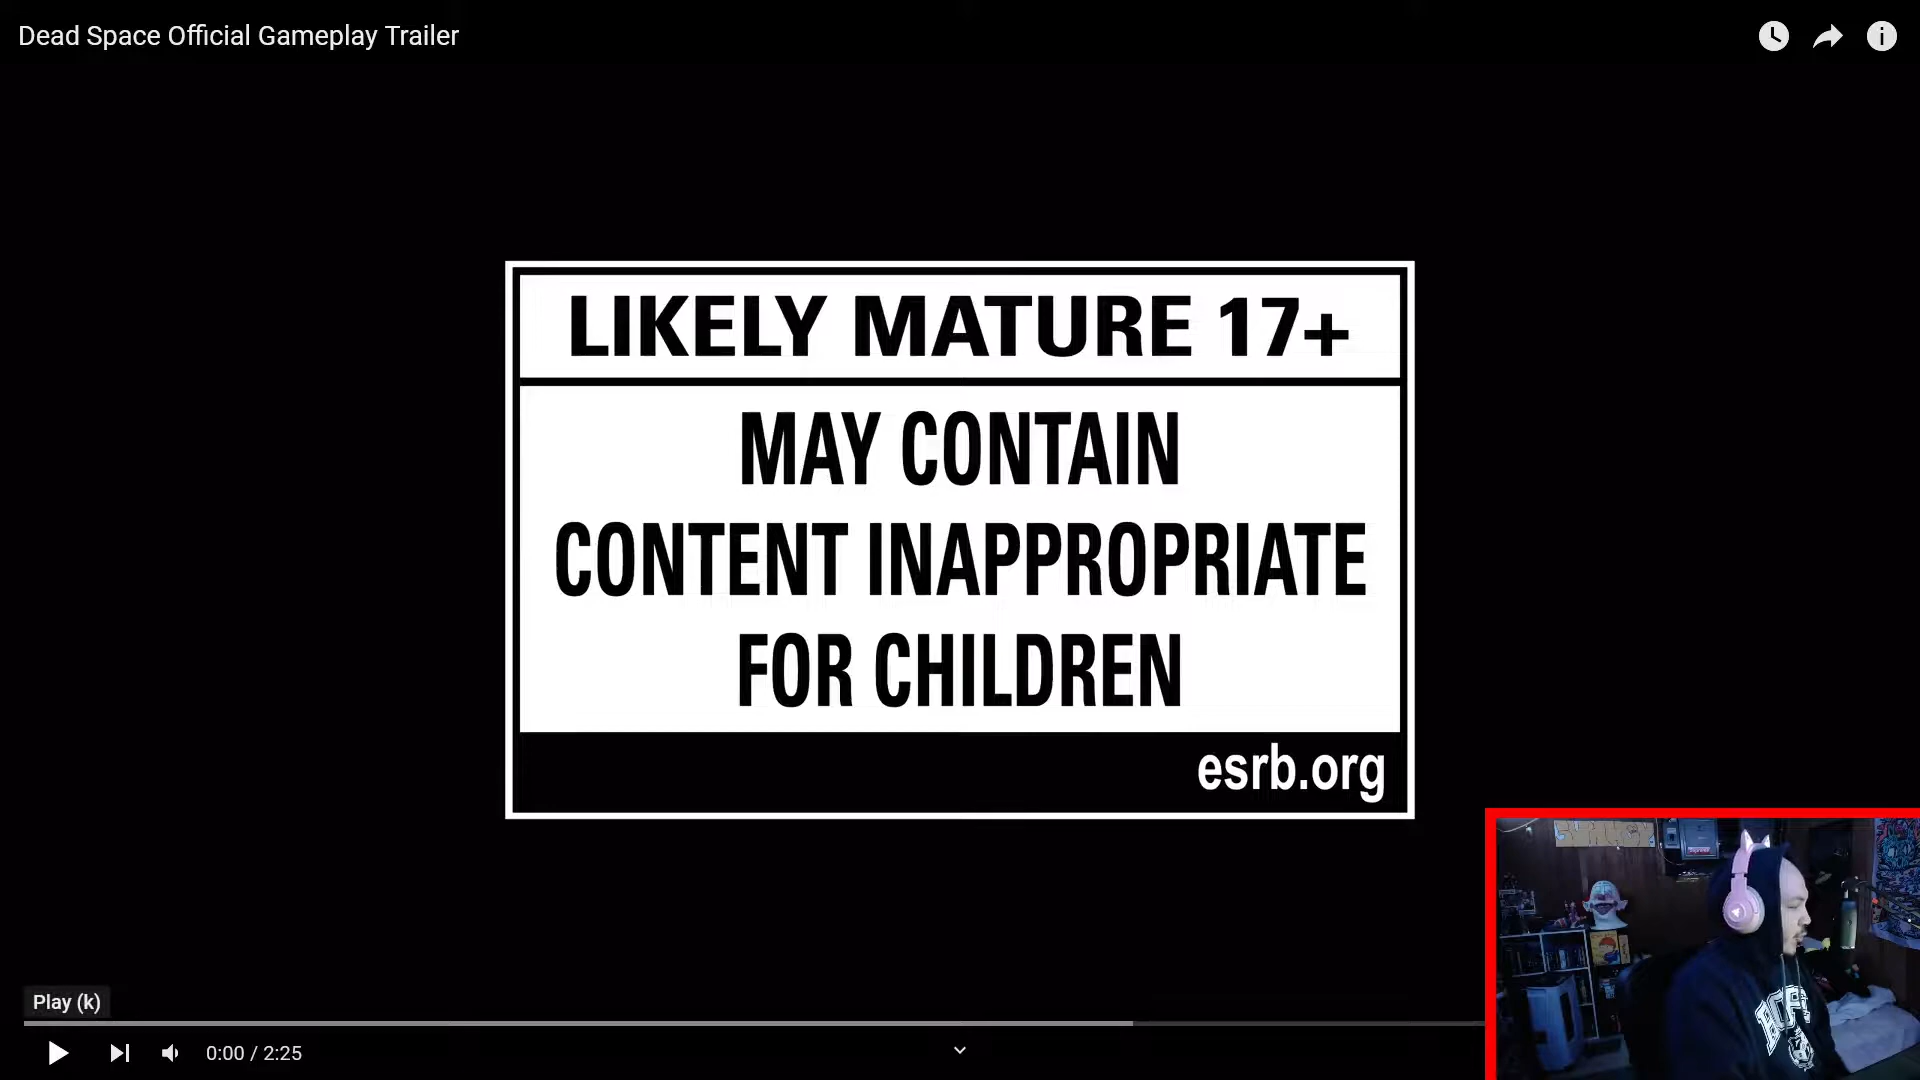 Dead Space Official Gameplay Trailer
LIKELY MATURE 17+
MAY CONTAIN
CONTENT INAPPROPRIATE
FOR CHILDREN
esrb.org
Play (k)
0:00 / 2:25